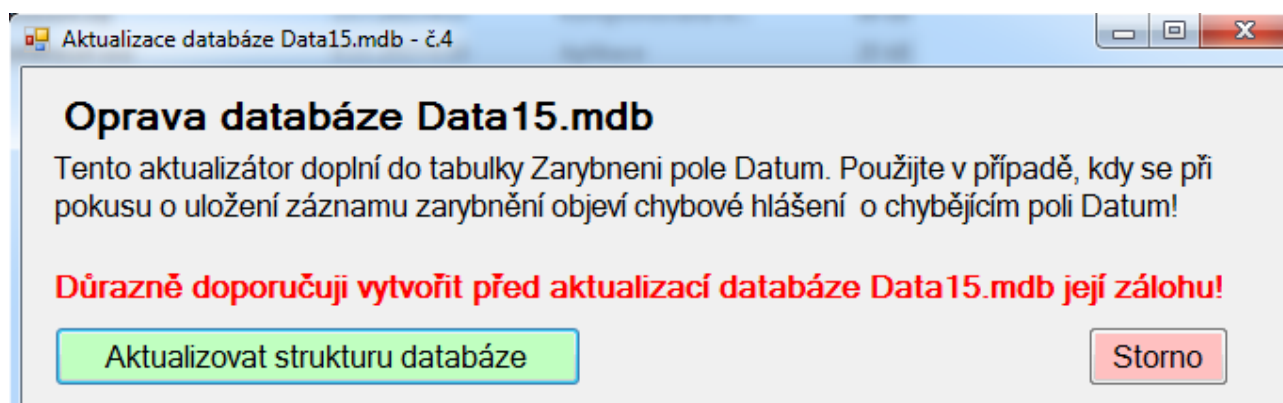 Aktualizace databáze Data15.mdb - č.4
Oprava databáze Data15.mdb
Tento aktualizátor doplní do tabulky Zarybneni pole Datum. Použijte v případě, kdy se při
pokusu o uložení záznamu zarybnění objeví chybové hlášení  o chybějícím poli Datum!
Důrazně doporučuji vytvořit před aktualizací databáze Data15.mdb její zálohu!
Aktualizovat strukturu databáze
Storno